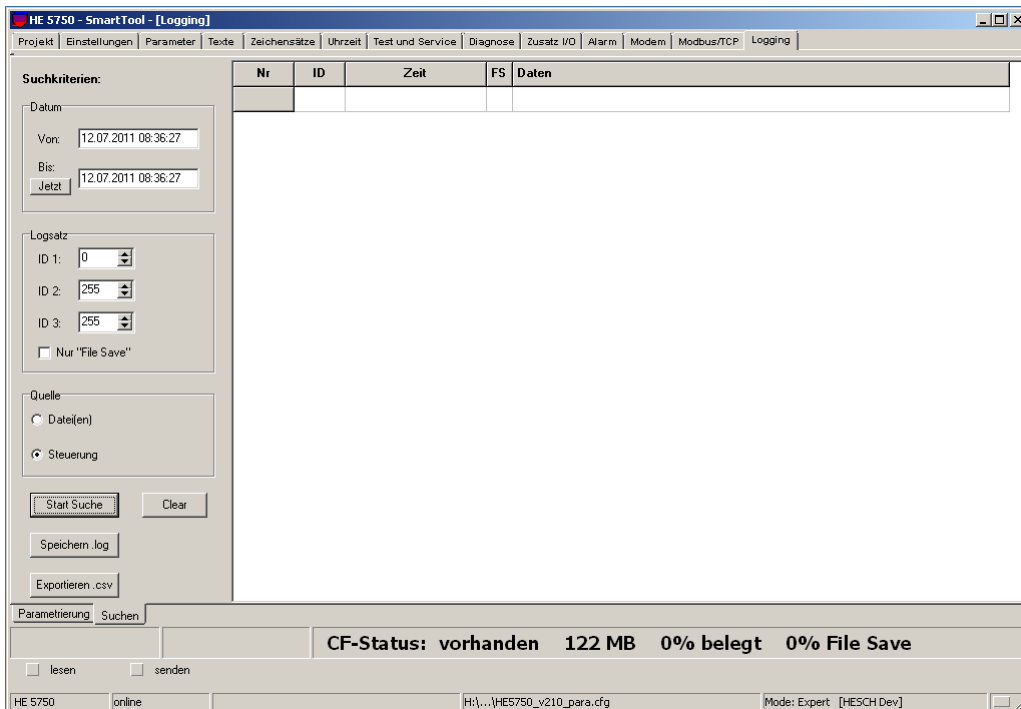 HE 5750 - SmartTool - [Logging]
Projekt Einstellungen Parameter Texte Zeichensätze Uhrzeit Test und Service Diagnose Zusatz I/O Alarm Modem Modbus/TCP Logging
Suchkriterien:
Nr ID Zeit FS Daten
Datum
Von: 12.07.2011 08:36:27
Bis:
Jetzt 12.07.2011 08:36:27
Logsatz
ID 1: 0
ID 2: 255
ID 3: 255
Nur "File Save"
Quelle
Datei(en)
Steuerung
Start Suche Clear
Speichern .log
Exportieren .csv
Parametrierung Suchen
CF-Status: vorhanden 122 MB 0% belegt 0% File Save
lesen senden
HE 5750 online H:\...\HE5750_v210_para.cfg Mode: Expert [HESCH Dev]